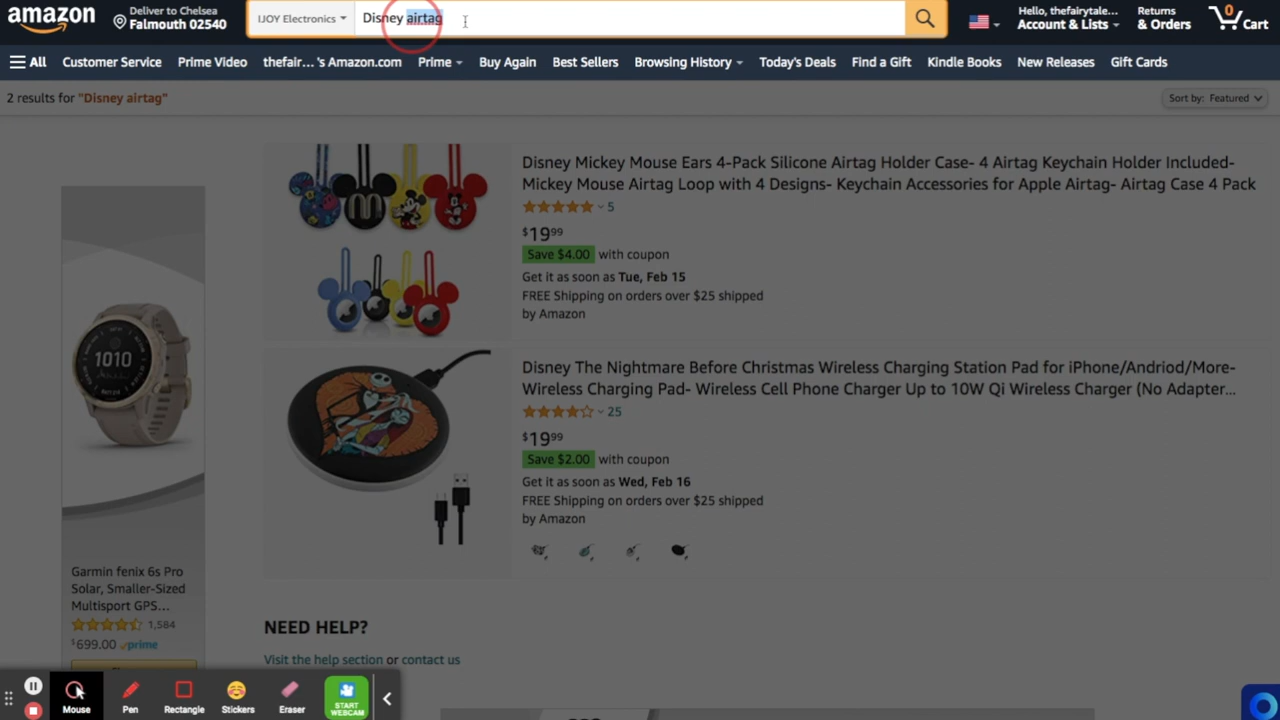 amazon
Deliver to Chelsea
Falmouth 02540
IJOY Electronics
Disney airtag
Hello, thefairytale...
Account & Lists
Returns
& Orders
0
Cart
All
Customer Service
Prime Video
thefair... 's Amazon.com
Prime
Buy Again
Best Sellers
Browsing History
Today's Deals
Find a Gift
Kindle Books
New Releases
Gift Cards
2 results for "Disney airtag"
Sort by: Featured
Disney Mickey Mouse Ears 4-Pack Silicone Airtag Holder Case- 4 Airtag Keychain Holder Included-
Mickey Mouse Airtag Loop with 4 Designs- Keychain Accessories for Apple Airtag- Airtag Case 4 Pack
5
$19.99
Save $4.00 with coupon
Get it as soon as Tue, Feb 15
FREE Shipping on orders over $25 shipped
by Amazon
Disney The Nightmare Before Christmas Wireless Charging Station Pad for iPhone/Andriod/More-
Wireless Charging Pad- Wireless Cell Phone Charger Up to 10W Qi Wireless Charger (No Adapter...
25
$19.99
Save $2.00 with coupon
Get it as soon as Wed, Feb 16
FREE Shipping on orders over $25 shipped
by Amazon
1010
Garmin fenix 6s Pro
Solar, Smaller-Sized
Multisport GPS...
1,584
$699.00 prime
NEED HELP?
Visit the help section or contact us
Mouse
Pen
Rectangle
Stickers
Eraser
START
WEBCAM